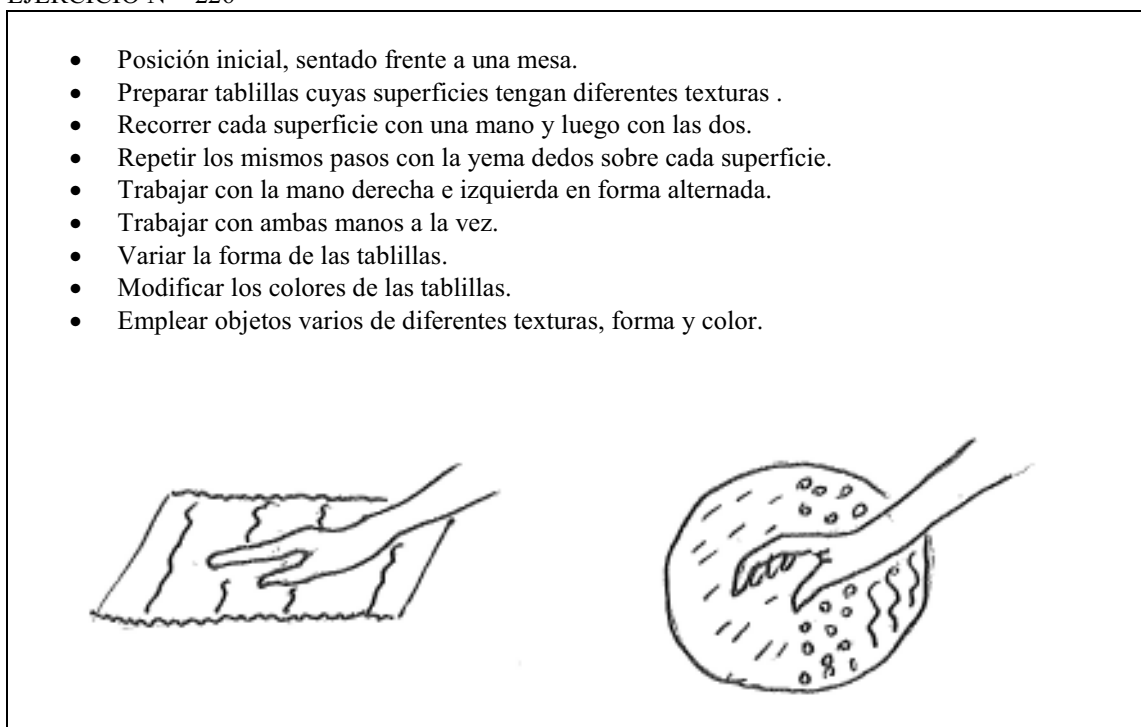 • Posición inicial, sentado frente a una mesa.
• Preparar tablillas cuyas superficies tengan diferentes texturas .
• Recorrer cada superficie con una mano y luego con las dos.
• Repetir los mismos pasos con la yema dedos sobre cada superficie.
• Trabajar con la mano derecha e izquierda en forma alternada.
• Trabajar con ambas manos a la vez.
• Variar la forma de las tablillas.
• Modificar los colores de las tablillas.
• Emplear objetos varios de diferentes texturas, forma y color.